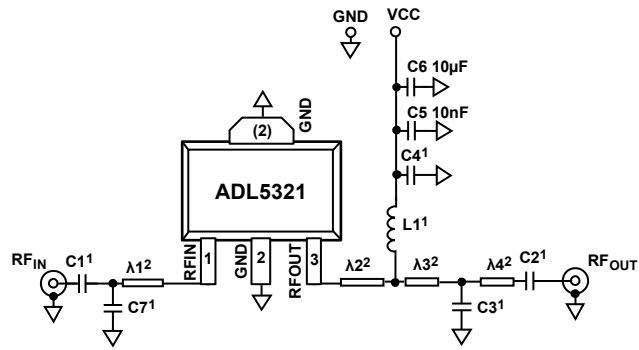 GND
VCC
C6 10µF
C5 10nF
C4¹
L1¹
(2)
GND
ADL5321
RFIN
1
GND
2
RFOUT
3
RF_IN
C1¹
λ1²
C7¹
λ2²
λ3²
C3¹
λ4²
C2¹
RF_OUT